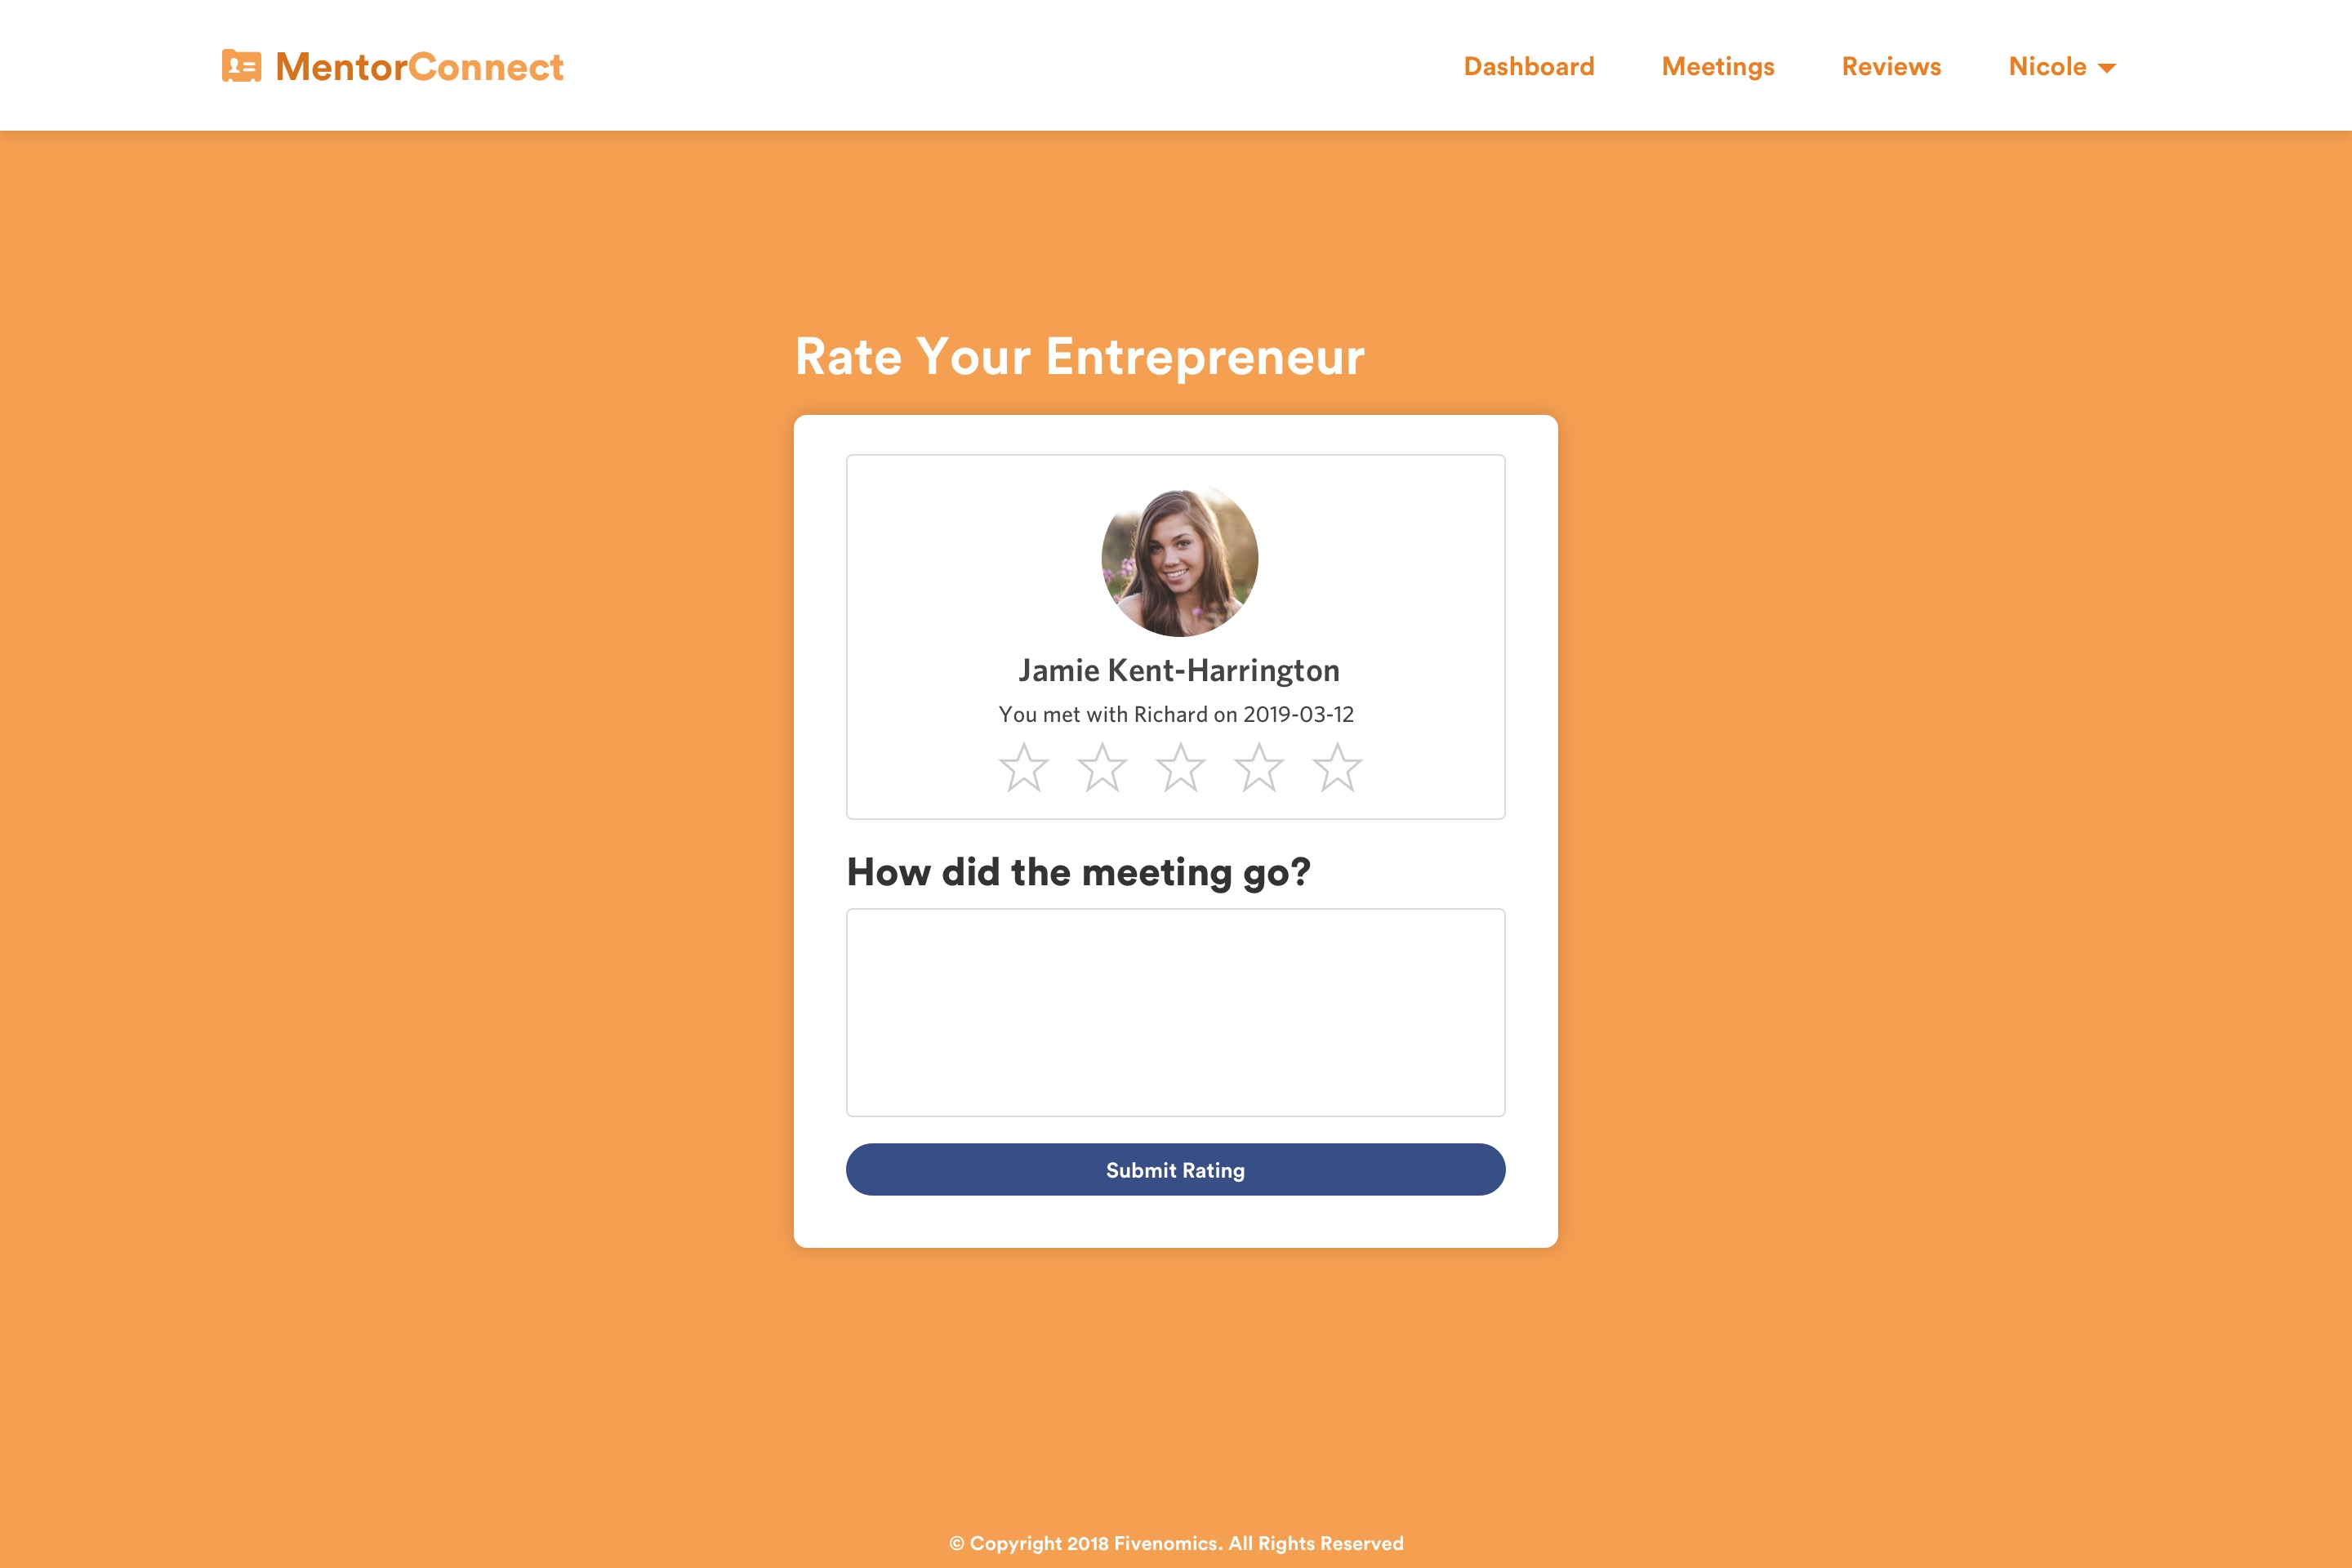 MentorConnect
Dashboard
Meetings
Reviews
Nicole
Rate Your Entrepreneur
Jamie Kent-Harrington
You met with Richard on 2019-03-12
How did the meeting go?
Submit Rating
© Copyright 2018 Fivenomics. All Rights Reserved